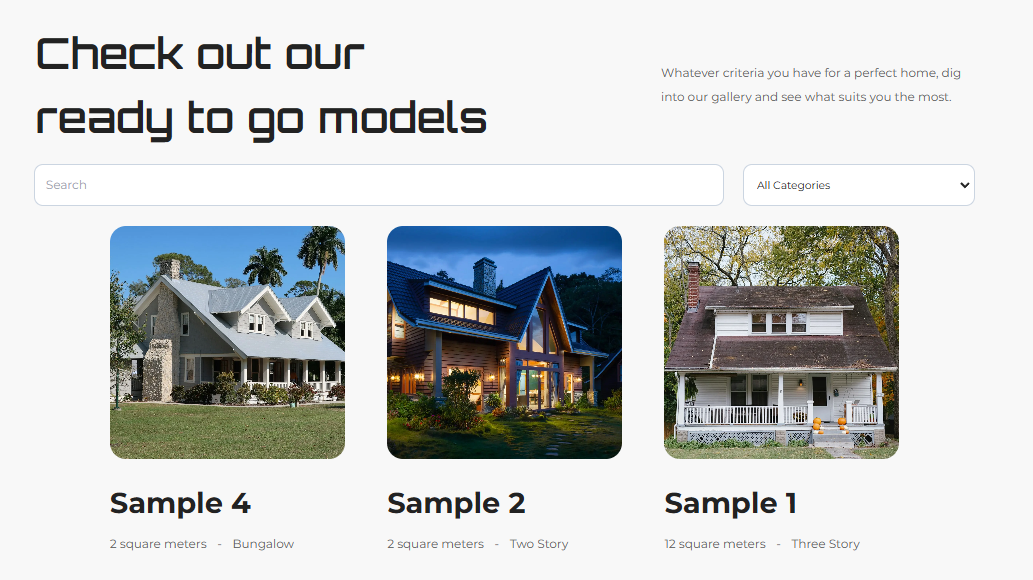 Check out our
ready to go models
Whatever criteria you have for a perfect home, dig
into our gallery and see what suits you the most.
Search
All Categories
Sample 4
2 square meters - Bungalow
Sample 2
2 square meters - Two Story
Sample 1
12 square meters - Three Story